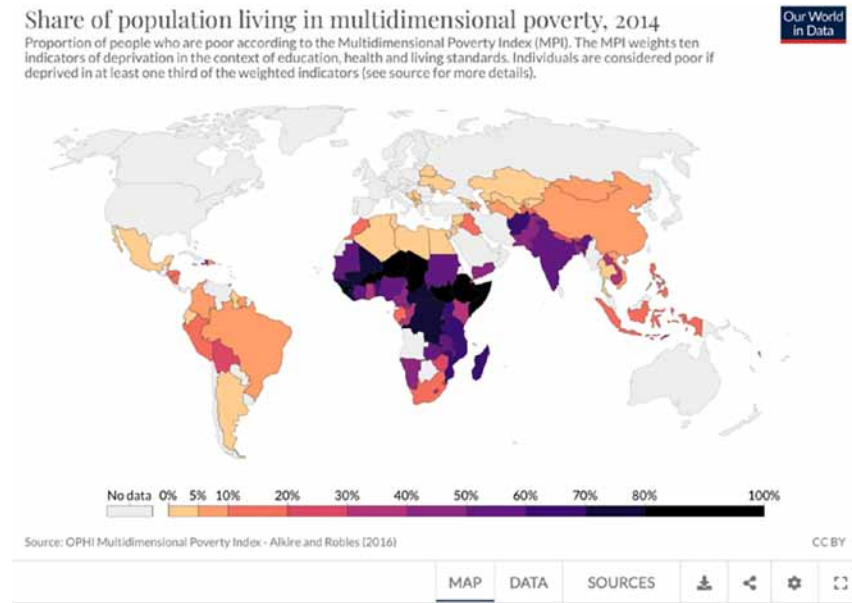 Share of population living in multidimensional poverty, 2014
Our World
in Data
Proportion of people who are poor according to the Multidimensional Poverty Index (MPI). The MPI weights ten
indicators of deprivation in the context of education, health and living standards. Individuals are considered poor if
deprived in at least one third of the weighted indicators (see source for more details).
No data 0% 5% 10% 20% 30% 40% 50% 60% 70% 80% 100%
Source: OPHI Multidimensional Poverty Index - Alkire and Robles (2016)
CC BY
MAP DATA SOURCES